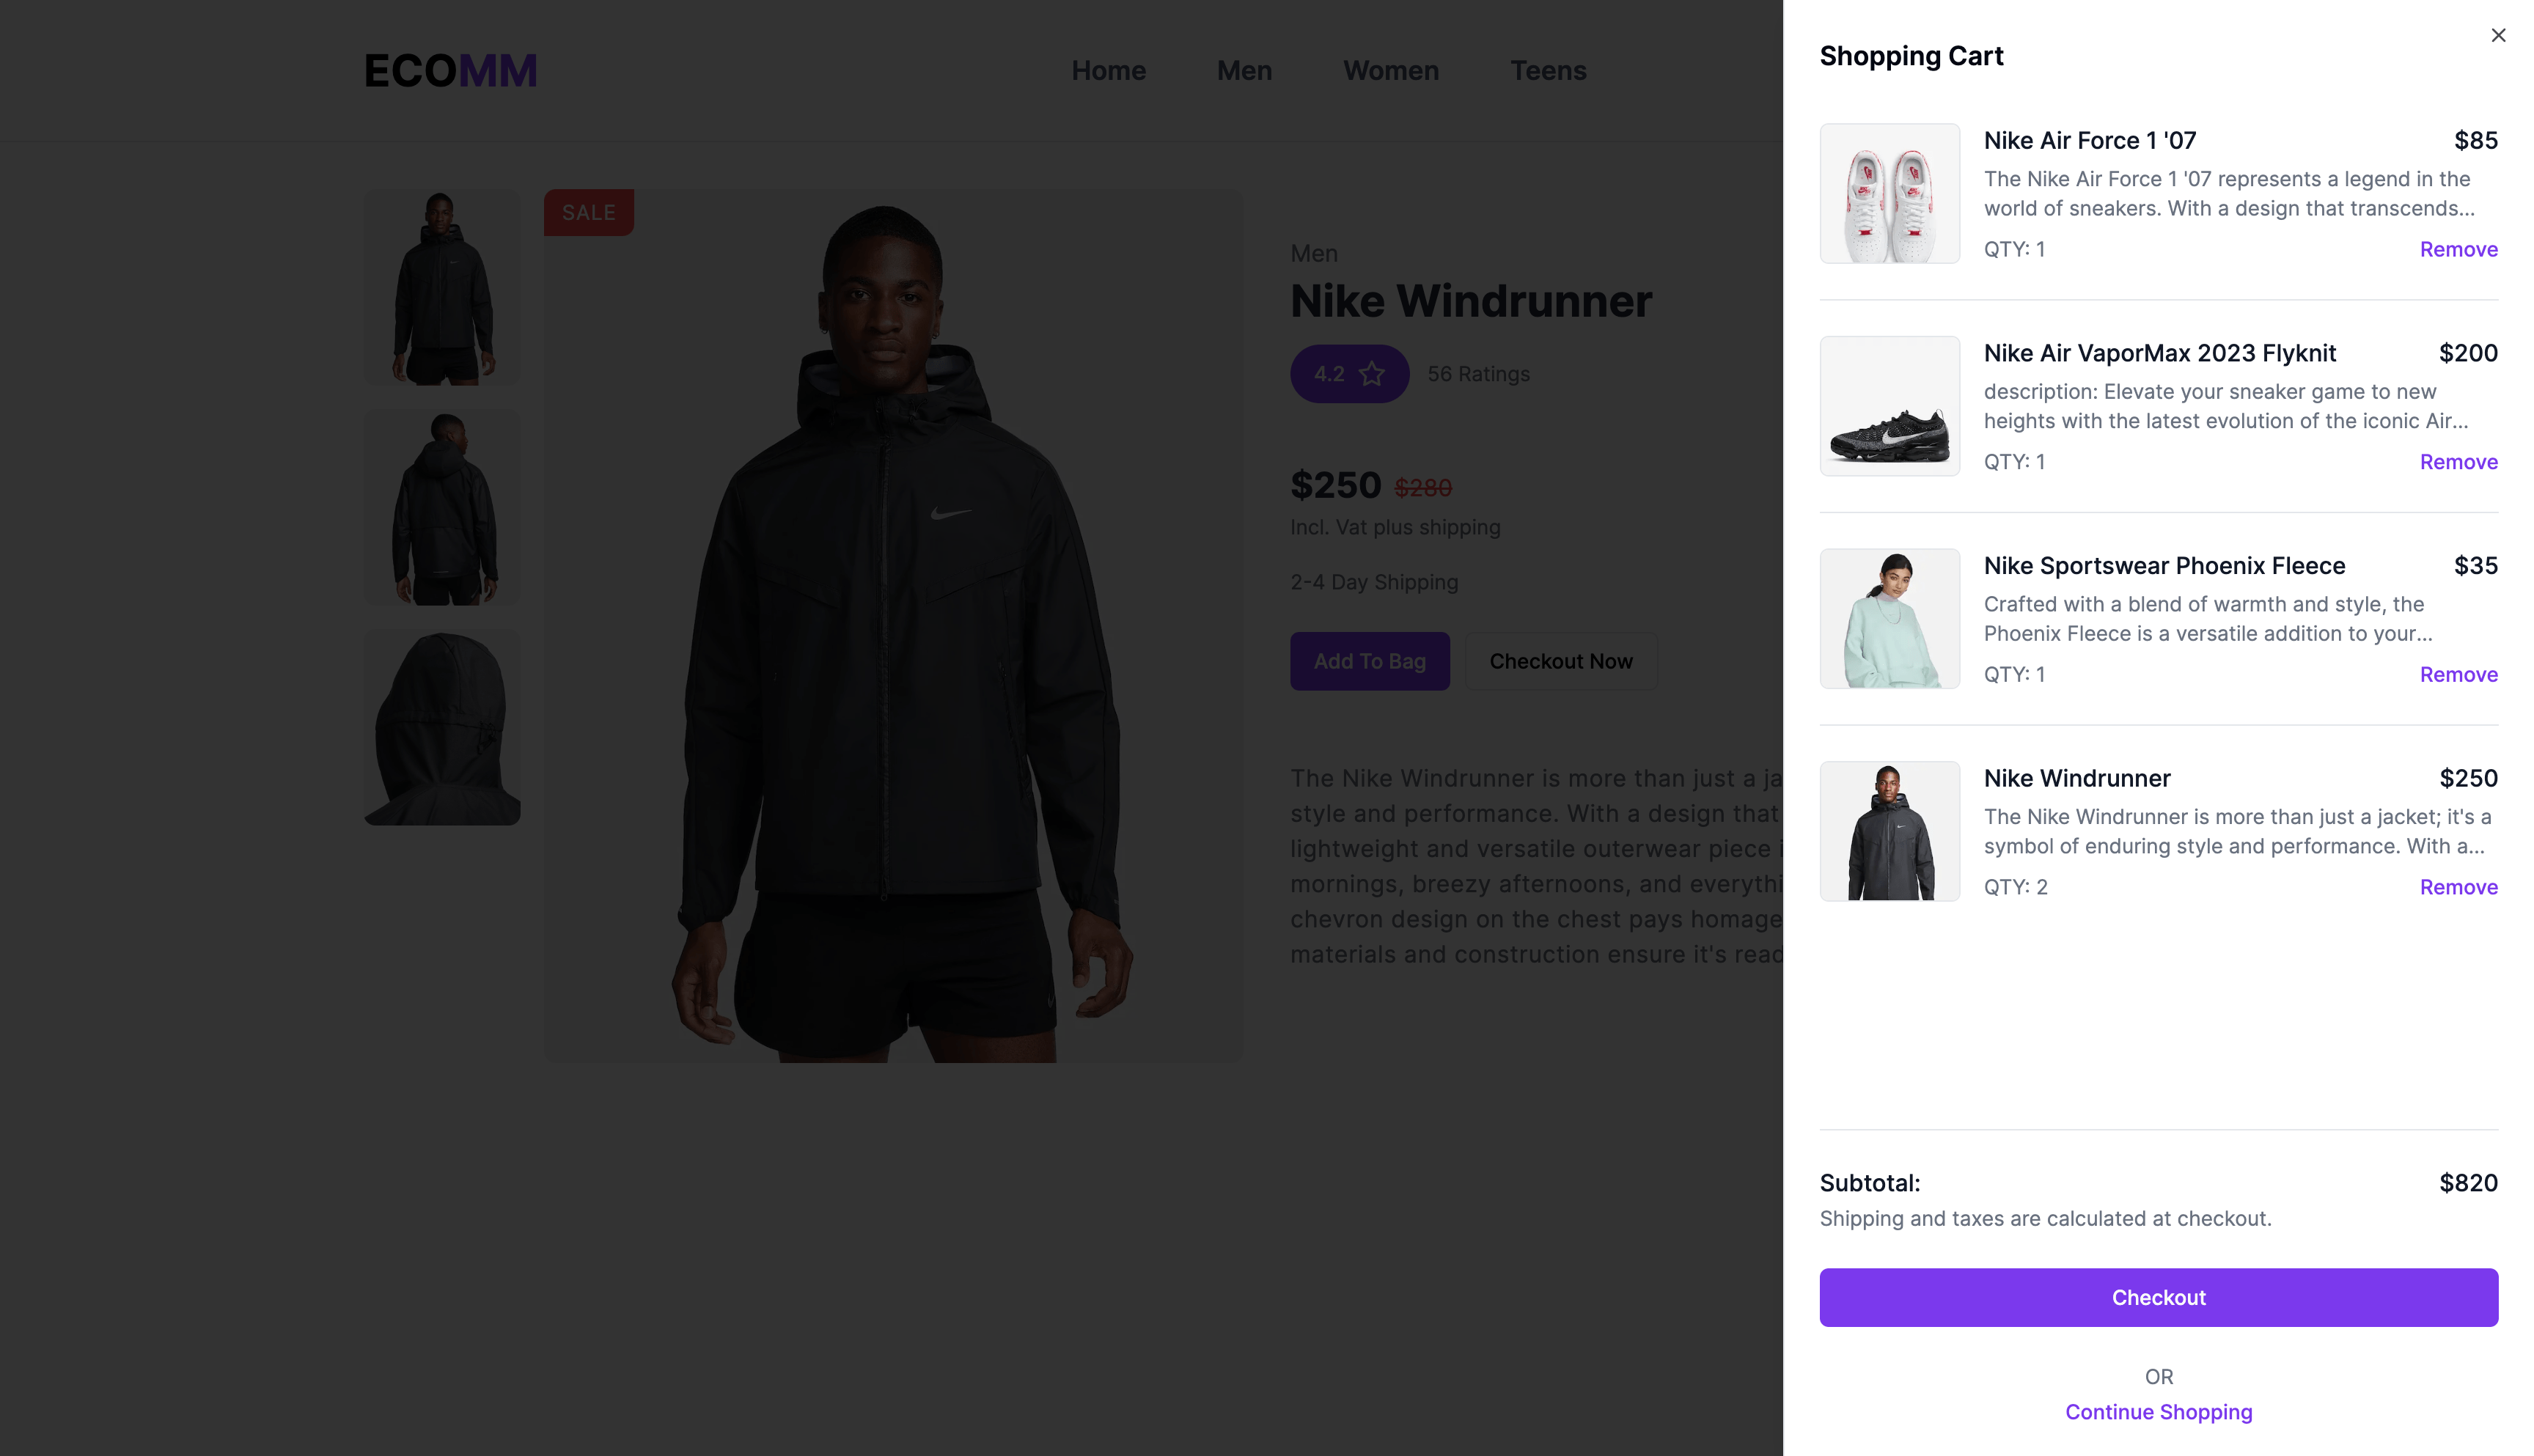 ECOMM
Home
Men
Women
Teens
SALE
Men
Nike Windrunner
4.2
56 Ratings
$250 $280
Incl. Vat plus shipping
2-4 Day Shipping
Add To Bag
Checkout Now
The Nike Windrunner is more than just a
style and performance. With a design that
lightweight and versatile outerwear piece
mornings, breezy afternoons, and
chevron design on the chest pays homage
materials and construction ensure it's
Shopping Cart
Nike Air Force 1 '07
$85
The Nike Air Force 1 '07 represents a legend in the
world of sneakers. With a design that transcends...
QTY: 1
Remove
Nike Air VaporMax 2023 Flyknit
$200
description: Elevate your sneaker game to new
heights with the latest evolution of the iconic Air...
QTY: 1
Remove
Nike Sportswear Phoenix Fleece
$35
Crafted with a blend of warmth and style, the
Phoenix Fleece is a versatile addition to your...
QTY: 1
Remove
Nike Windrunner
$250
The Nike Windrunner is more than just a jacket; it's a
symbol of enduring style and performance. With a...
QTY: 2
Remove
Subtotal:
$820
Shipping and taxes are calculated at checkout.
Checkout
OR
Continue Shopping